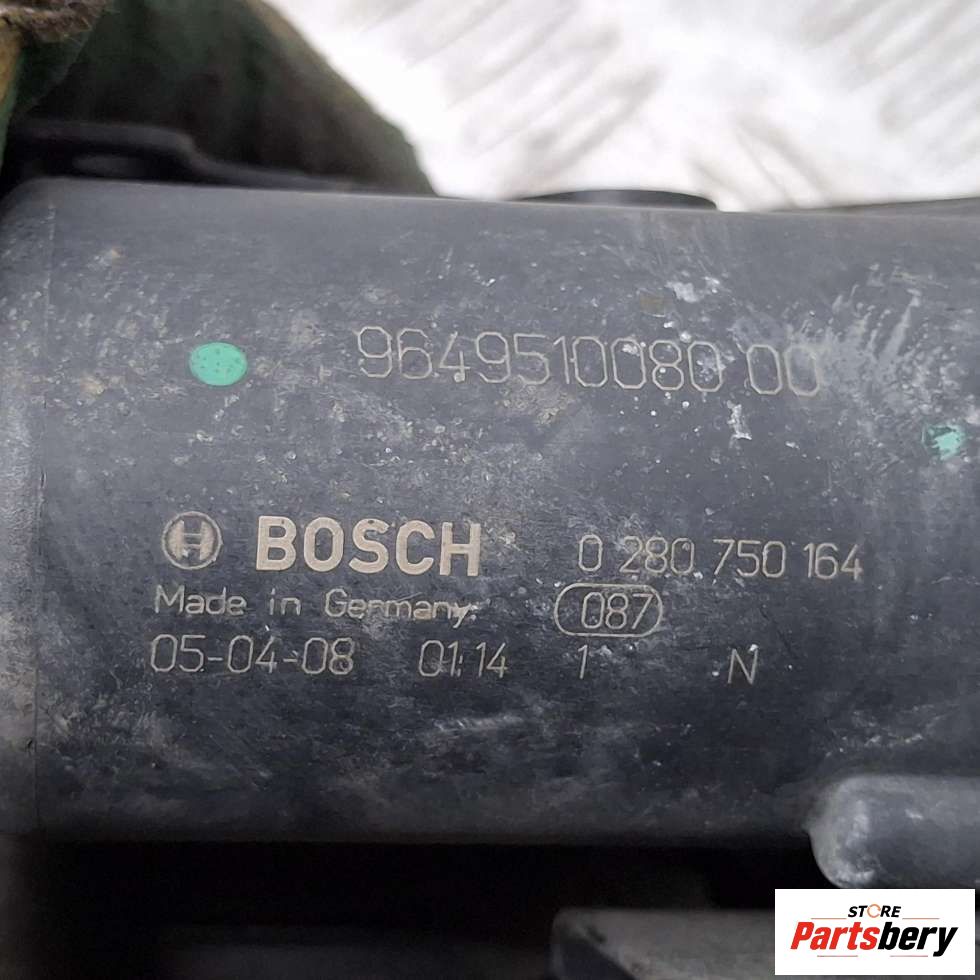 9649510080 00
BOSCH 0 280 750 164
Made in Germany 087
05-04-08 01:14 1 N
STORE
Partsbery